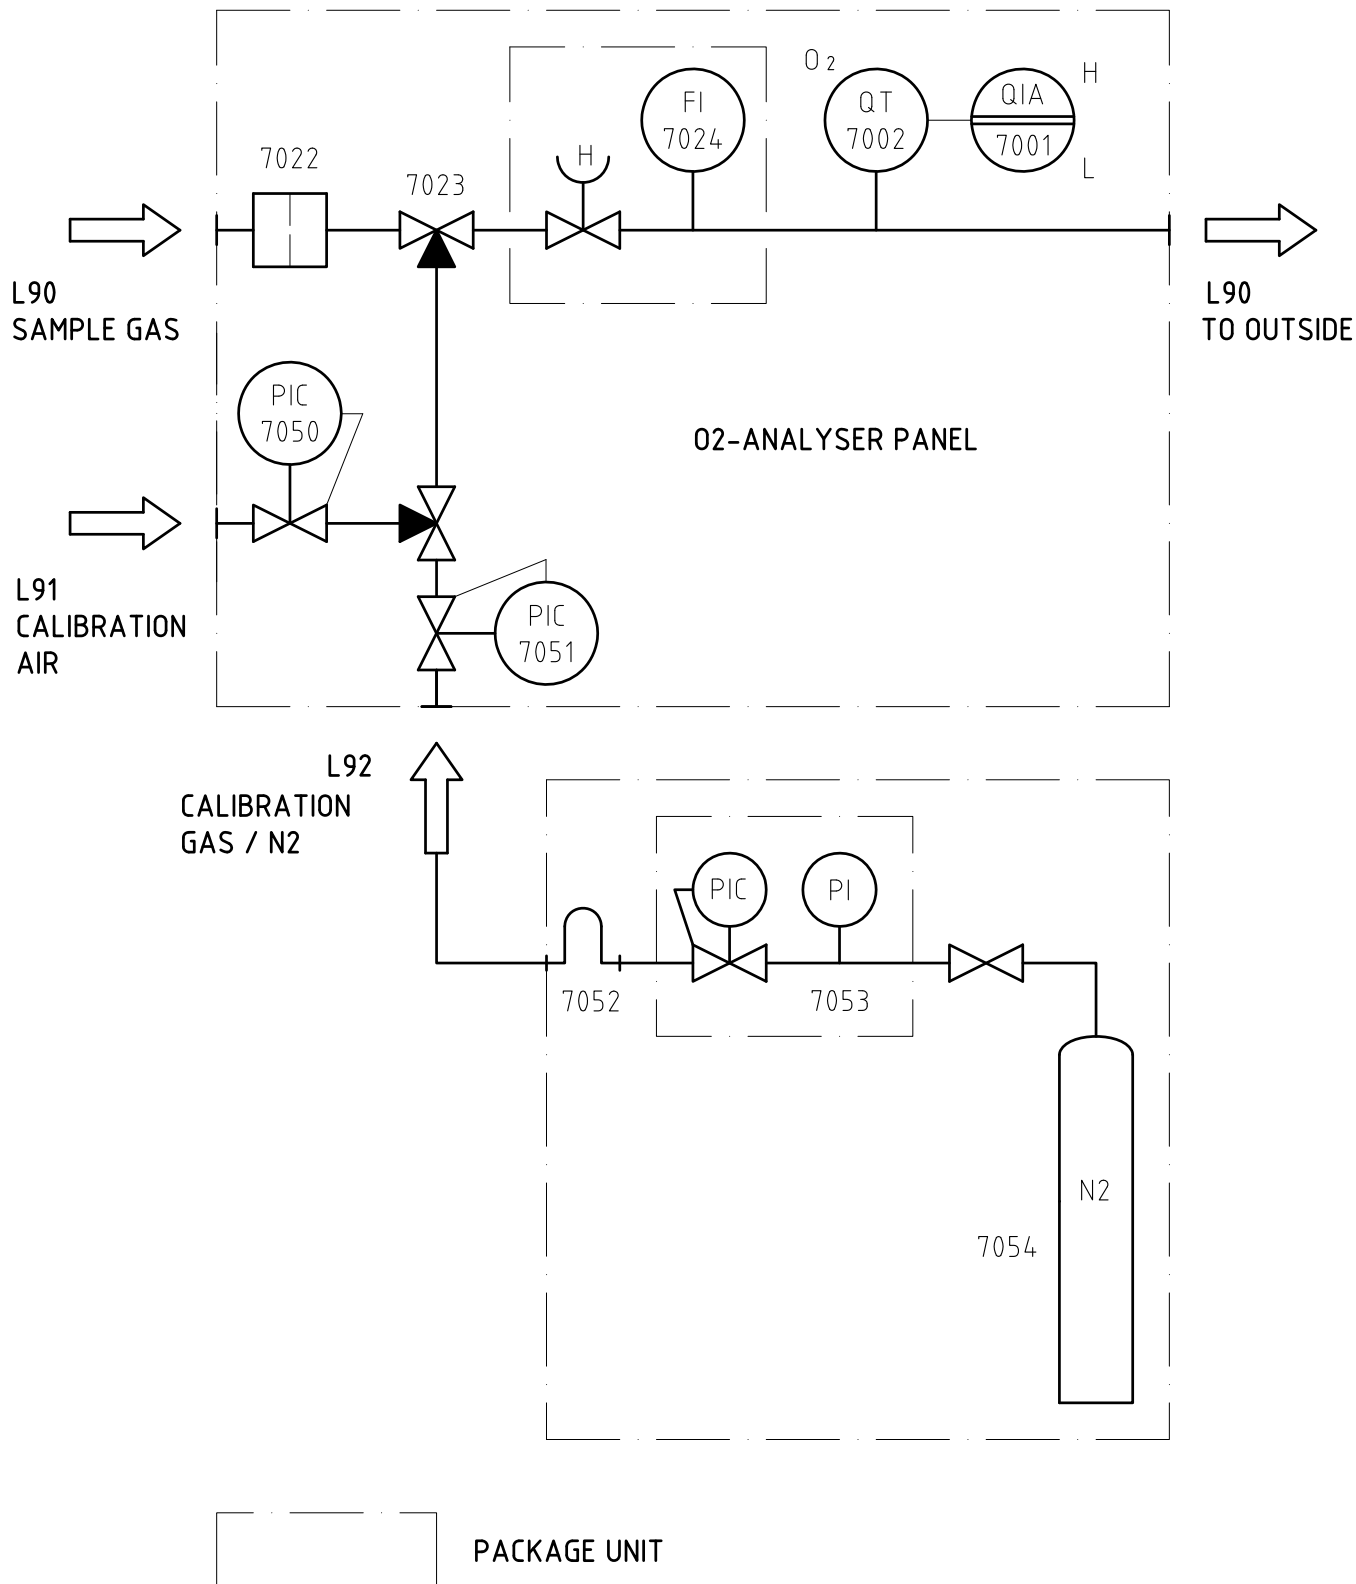 O2
H
FI
7024
QT
7002
QIA
7001
L
7022
7023
H
L90
SAMPLE GAS
L90
TO OUTSIDE
PIC
7050
O2-ANALYSER PANEL
L91
CALIBRATION
AIR
PIC
7051
L92
CALIBRATION
GAS / N2
PIC
PI
7052
7053
N2
7054
PACKAGE UNIT